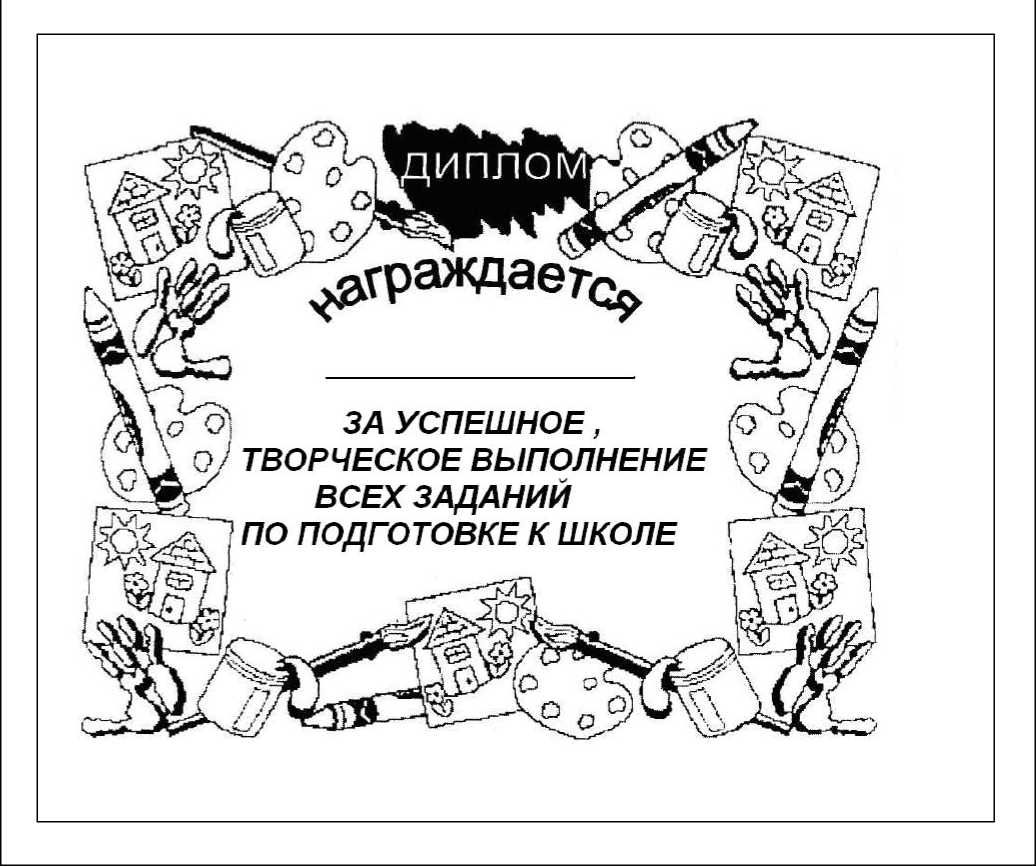 ДИПЛОМ
награждается
ЗА УСПЕШНОЕ ,
ТВОРЧЕСКОЕ ВЫПОЛНЕНИЕ
ВСЕХ ЗАДАНИЙ
ПО ПОДГОТОВКЕ К ШКОЛЕ